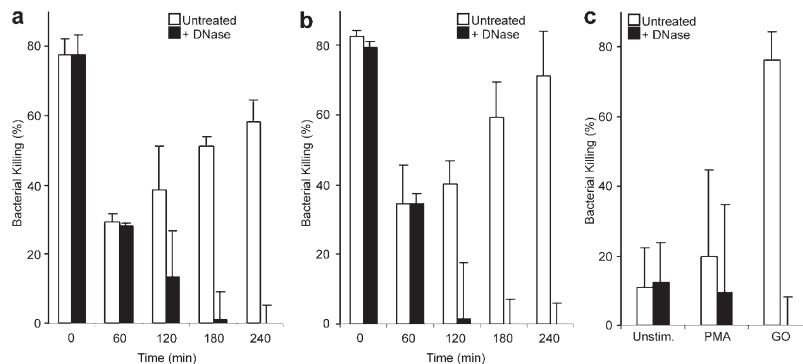 a
Untreated
+ DNase
Bacterial Killing (%)
80
60
40
20
0
0 60 120 180 240
Time (min)
b
Untreated
+ DNase
Bacterial Killing (%)
80
60
40
20
0
0 60 120 180 240
Time (min)
c
Untreated
+ DNase
Bacterial Killing (%)
80
60
40
20
0
Unstim. PMA GO